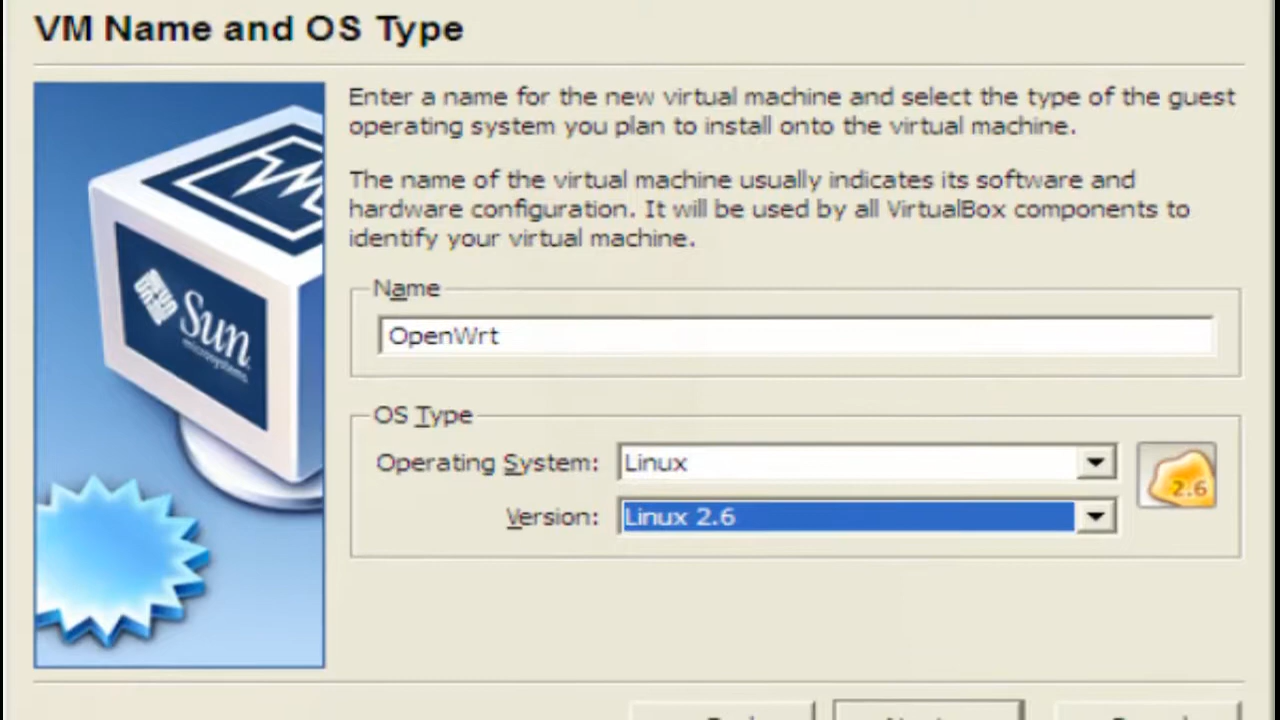 VM Name and OS Type
Enter a name for the new virtual machine and select the type of the guest
operating system you plan to install onto the virtual machine.
The name of the virtual machine usually indicates its software and
hardware configuration. It will be used by all VirtualBox components to
identify your virtual machine.
Sun
microsystems
Name
OpenWrt
OS Type
Operating System: Linux
2.6
Version: Linux 2.6